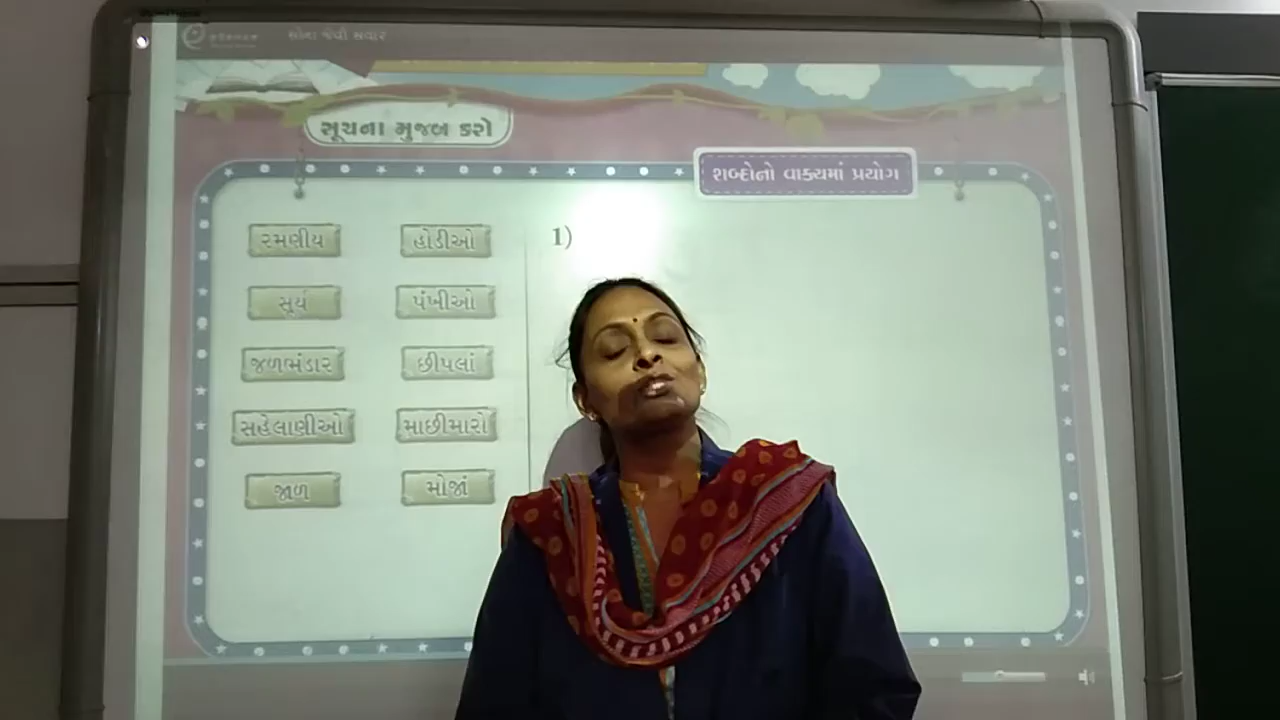 સોના જેવી સવાર
સૂચના મુજબ કરો
શબ્દોનો વાક્યમાં પ્રયોગ
રમણીય હોડીઓ
1)
સૂર્ય પંખીઓ
જળભંડાર છીપલાં
સહેલાણીઓ માછીમારો
જાળ મોજાં